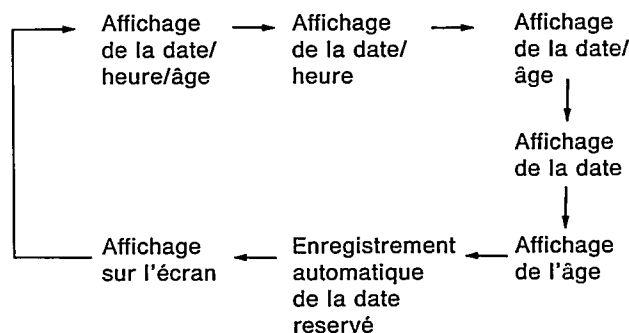 Affichage
de la date/
heure/âge
Affichage
de la date/
heure
Affichage
de la date/
âge
Affichage
de la date
Affichage
de l'âge
Enregistrement
automatique
de la date
reservé
Affichage
sur l'écran